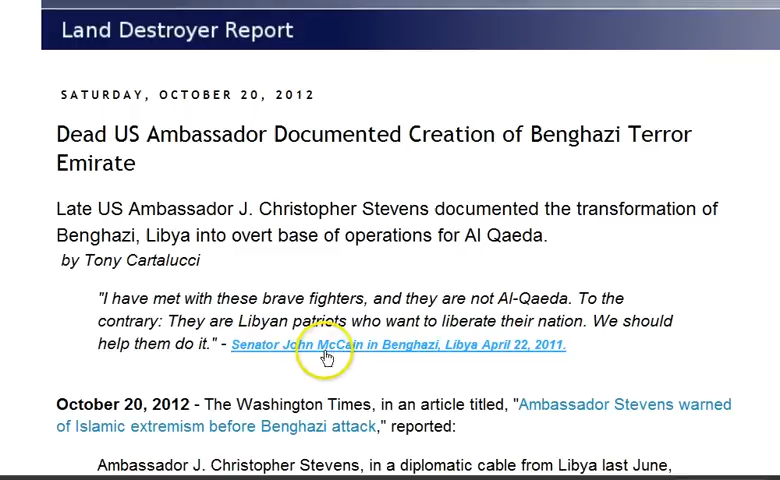 Land Destroyer Report
SATURDAY, OCTOBER 20, 2012
Dead US Ambassador Documented Creation of Benghazi Terror
Emirate
Late US Ambassador J. Christopher Stevens documented the transformation of
Benghazi, Libya into overt base of operations for Al Qaeda.
by Tony Cartalucci
"I have met with these brave fighters, and they are not Al-Qaeda. To the
contrary: They are Libyan patriots who want to liberate their nation. We should
help them do it." - Senator John McCain in Benghazi, Libya April 22, 2011.
October 20, 2012 - The Washington Times, in an article titled, "Ambassador Stevens warned
of Islamic extremism before Benghazi attack," reported:
Ambassador J. Christopher Stevens, in a diplomatic cable from Libya last June,